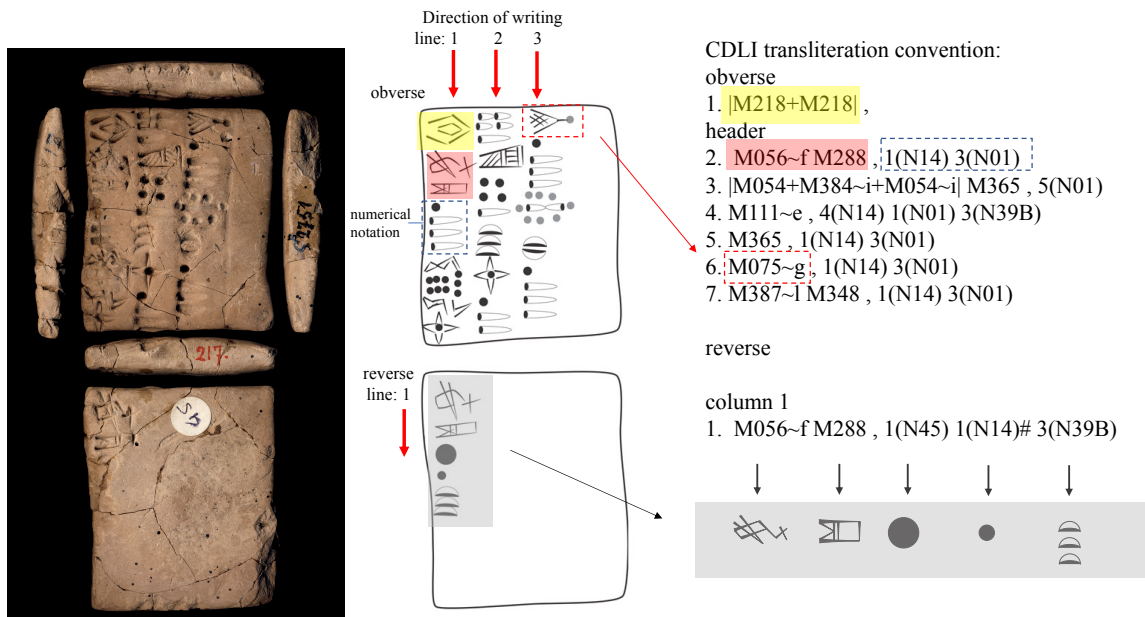 Direction of writing
line: 1 2 3
obverse
numerical
notation
reverse
line: 1
217.
CDLI transliteration convention:
obverse
1. |M218+M218| ,
header
2. M056~f M288 , 1(N14) 3(N01)
3. |M054+M384~i+M054~i| M365 , 5(N01)
4. M111~e , 4(N14) 1(N01) 3(N39B)
5. M365 , 1(N14) 3(N01)
6. M075~g , 1(N14) 3(N01)
7. M387~l M348 , 1(N14) 3(N01)
reverse
column 1
1. M056~f M288 , 1(N45) 1(N14)# 3(N39B)